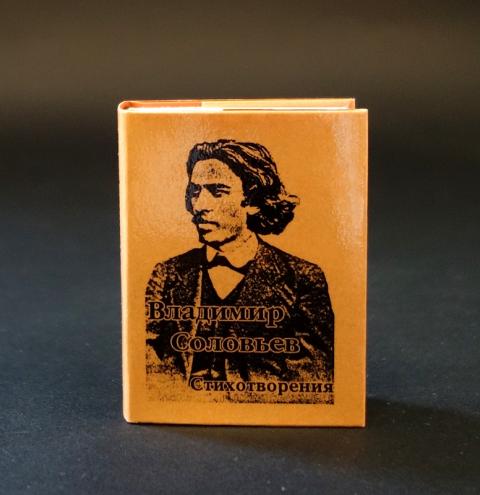 Владимир
Соловьев
Стихотворения